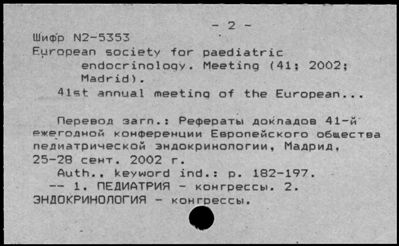 - 2 -
Шифр N2-5353
European society for paediatric
endocrinology. Meeting (41; 2002;
Madrid).
41st annual meeting of the European...
Перевод загл.: Рефераты докладов 41-й
ежегодной конференции Европейского общества
педиатрической эндокринологии, Мадрид,
25-28 сент. 2002 г.
Auth., keyword ind.: p. 182-197.
-- 1. ПЕДИАТРИЯ - конгрессы. 2.
ЭНДОКРИНОЛОГИЯ - конгрессы.